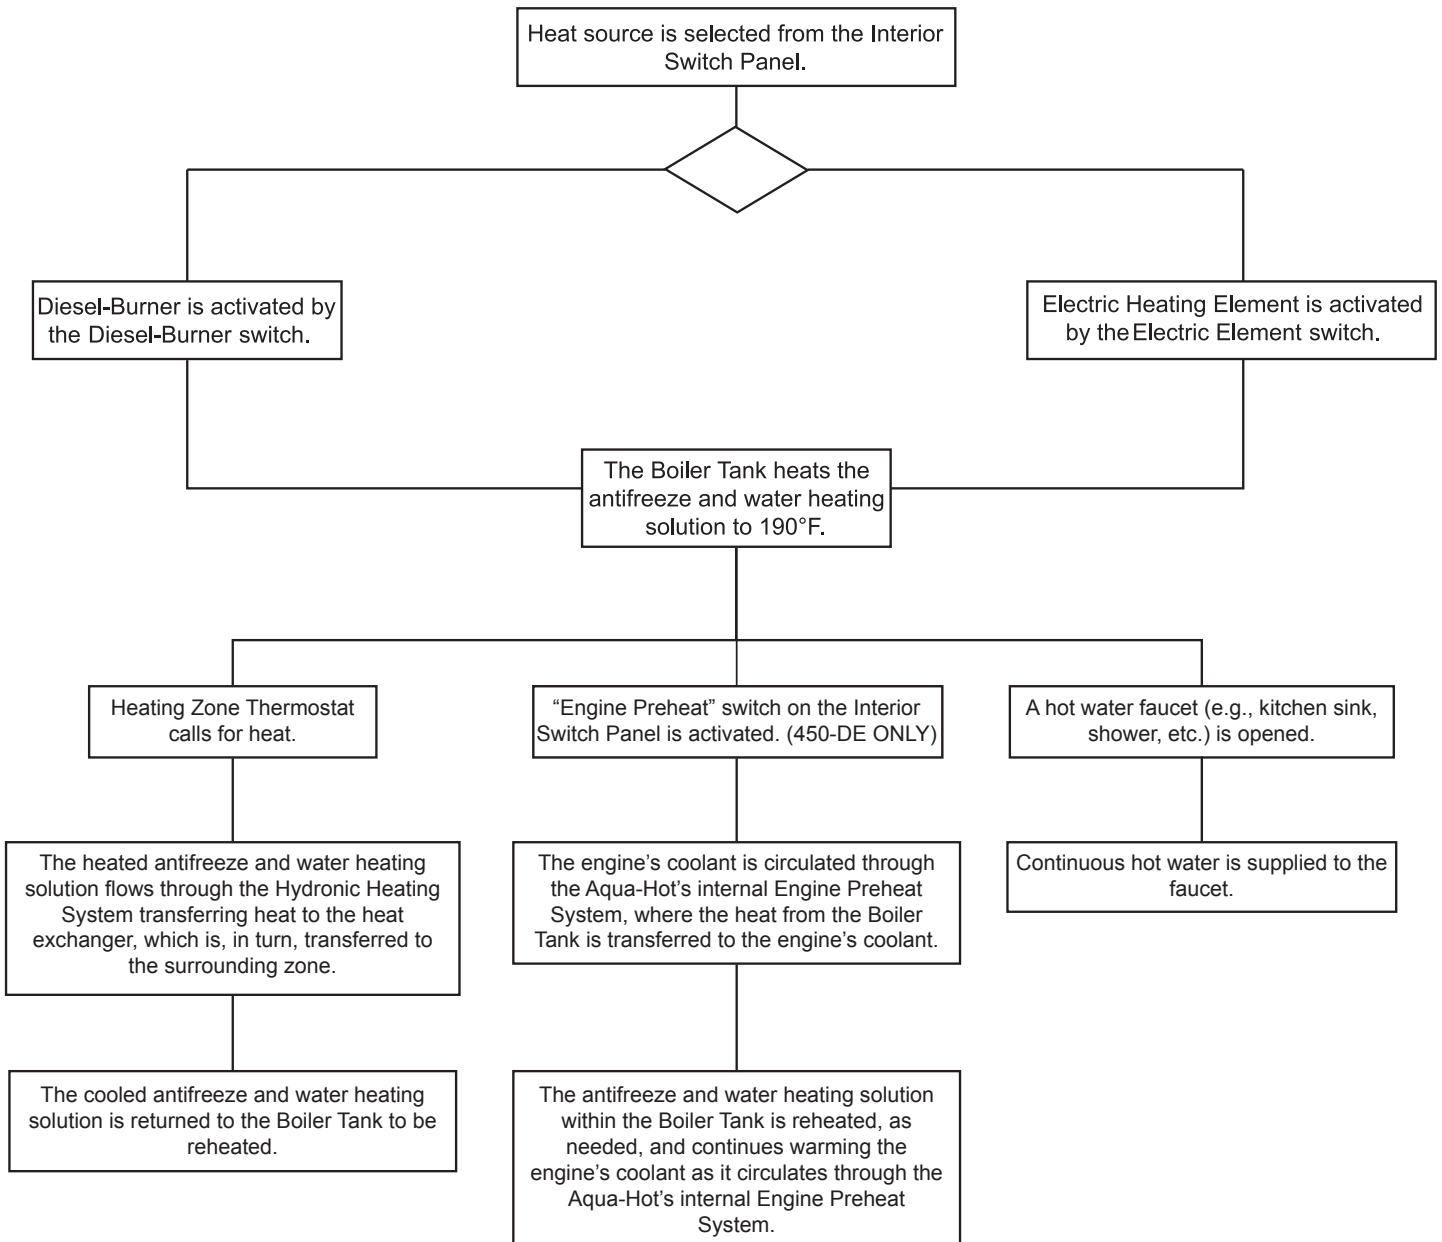 Heat source is selected from the Interior
Switch Panel.
Diesel-Burner is activated by
the Diesel-Burner switch.
Electric Heating Element is activated
by the Electric Element switch.
The Boiler Tank heats the
antifreeze and water heating
solution to 190°F.
Heating Zone Thermostat
calls for heat.
“Engine Preheat” switch on the Interior
Switch Panel is activated. (450-DE ONLY)
A hot water faucet (e.g., kitchen sink,
shower, etc.) is opened.
The heated antifreeze and water heating
solution flows through the Hydronic Heating
System transferring heat to the heat
exchanger, which is, in turn, transferred to
the surrounding zone.
The engine’s coolant is circulated through
the Aqua-Hot’s internal Engine Preheat
System, where the heat from the Boiler
Tank is transferred to the engine’s coolant.
Continuous hot water is supplied to the
faucet.
The cooled antifreeze and water heating
solution is returned to the Boiler Tank to be
reheated.
The antifreeze and water heating solution
within the Boiler Tank is reheated, as
needed, and continues warming the
engine’s coolant as it circulates through the
Aqua-Hot’s internal Engine Preheat
System.